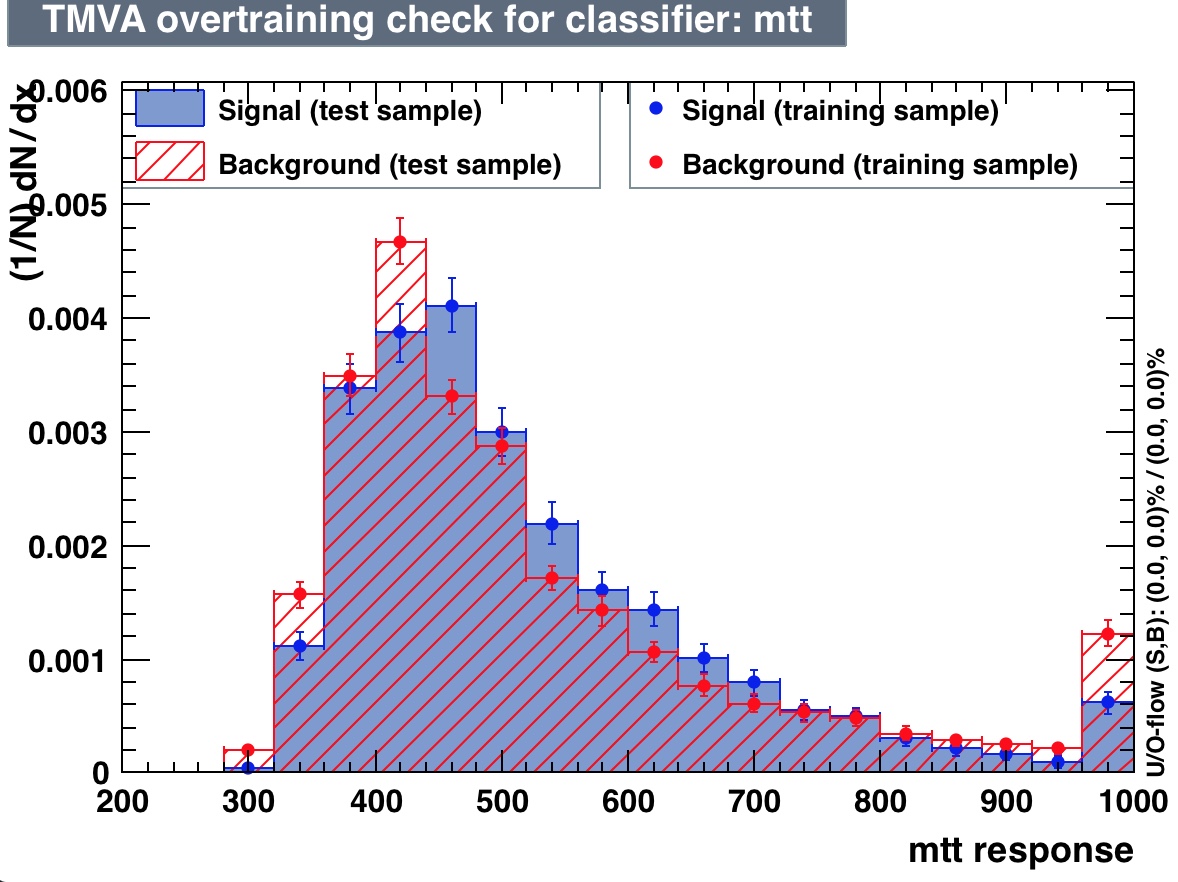 TMVA overtraining check for classifier: mtt
(1/N) dN / dx
0.006
0.005
0.004
0.003
0.002
0.001
0
Signal (test sample)
Background (test sample)
Signal (training sample)
Background (training sample)
200 300 400 500 600 700 800 900 1000
mtt response
U/O-flow (S,B): (0.0, 0.0)% / (0.0, 0.0)%